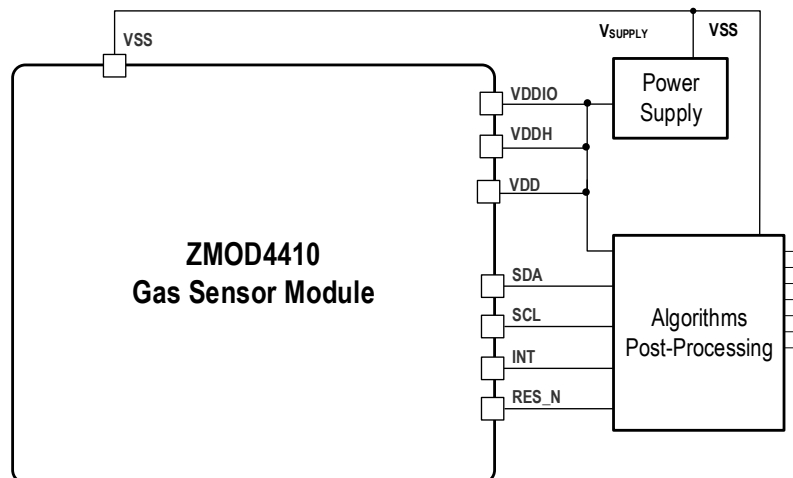 VSS
VSUPPLY
VSS
Power
Supply
VDDIO
VDDH
VDD
ZMOD4410
Gas Sensor Module
SDA
SCL
INT
RES_N
Algorithms
Post-Processing